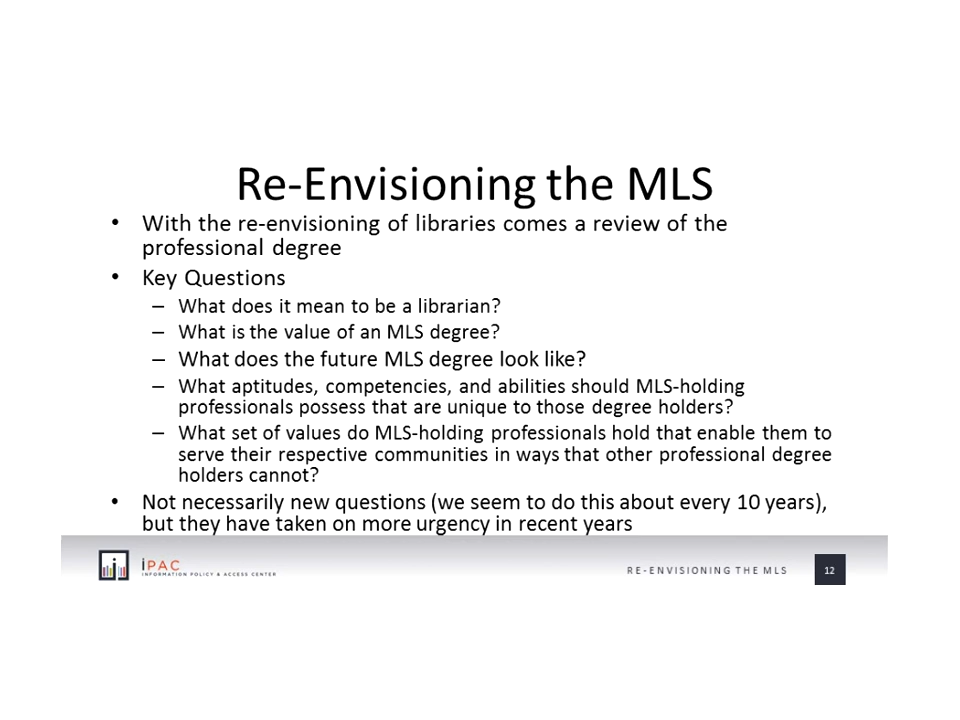 Re-Envisioning the MLS
• With the re-envisioning of libraries comes a review of the
professional degree
• Key Questions
– What does it mean to be a librarian?
– What is the value of an MLS degree?
– What does the future MLS degree look like?
– What aptitudes, competencies, and abilities should MLS-holding
professionals possess that are unique to those degree holders?
– What set of values do MLS-holding professionals hold that enable them to
serve their respective communities in ways that other professional degree
holders cannot?
• Not necessarily new questions (we seem to do this about every 10 years),
but they have taken on more urgency in recent years
iPAC
INFORMATION POLICY & ACCESS CENTER
RE-ENVISIONING THE MLS
12